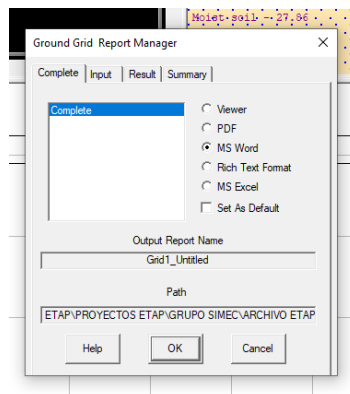 Moist soil - 27.86
Ground Grid Report Manager
Complete Input Result Summary
Complete
Viewer
PDF
MS Word
Rich Text Format
MS Excel
Set As Default
Output Report Name
Grid1_Untitled
Path
ETAP\PROYECTOS ETAP\GRUPO SIMEC\ARCHIVO ETAP
Help OK Cancel